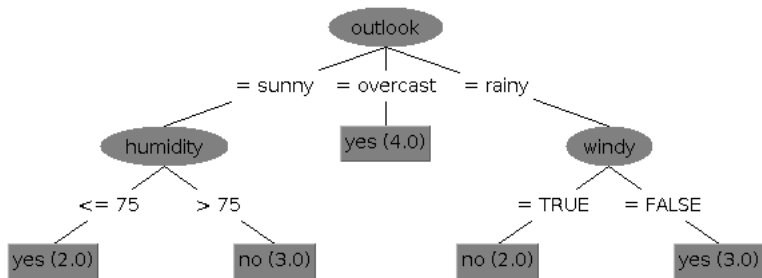 outlook
= sunny = overcast = rainy
humidity yes (4.0) windy
<= 75 > 75 = TRUE = FALSE
yes (2.0) no (3.0) no (2.0) yes (3.0)